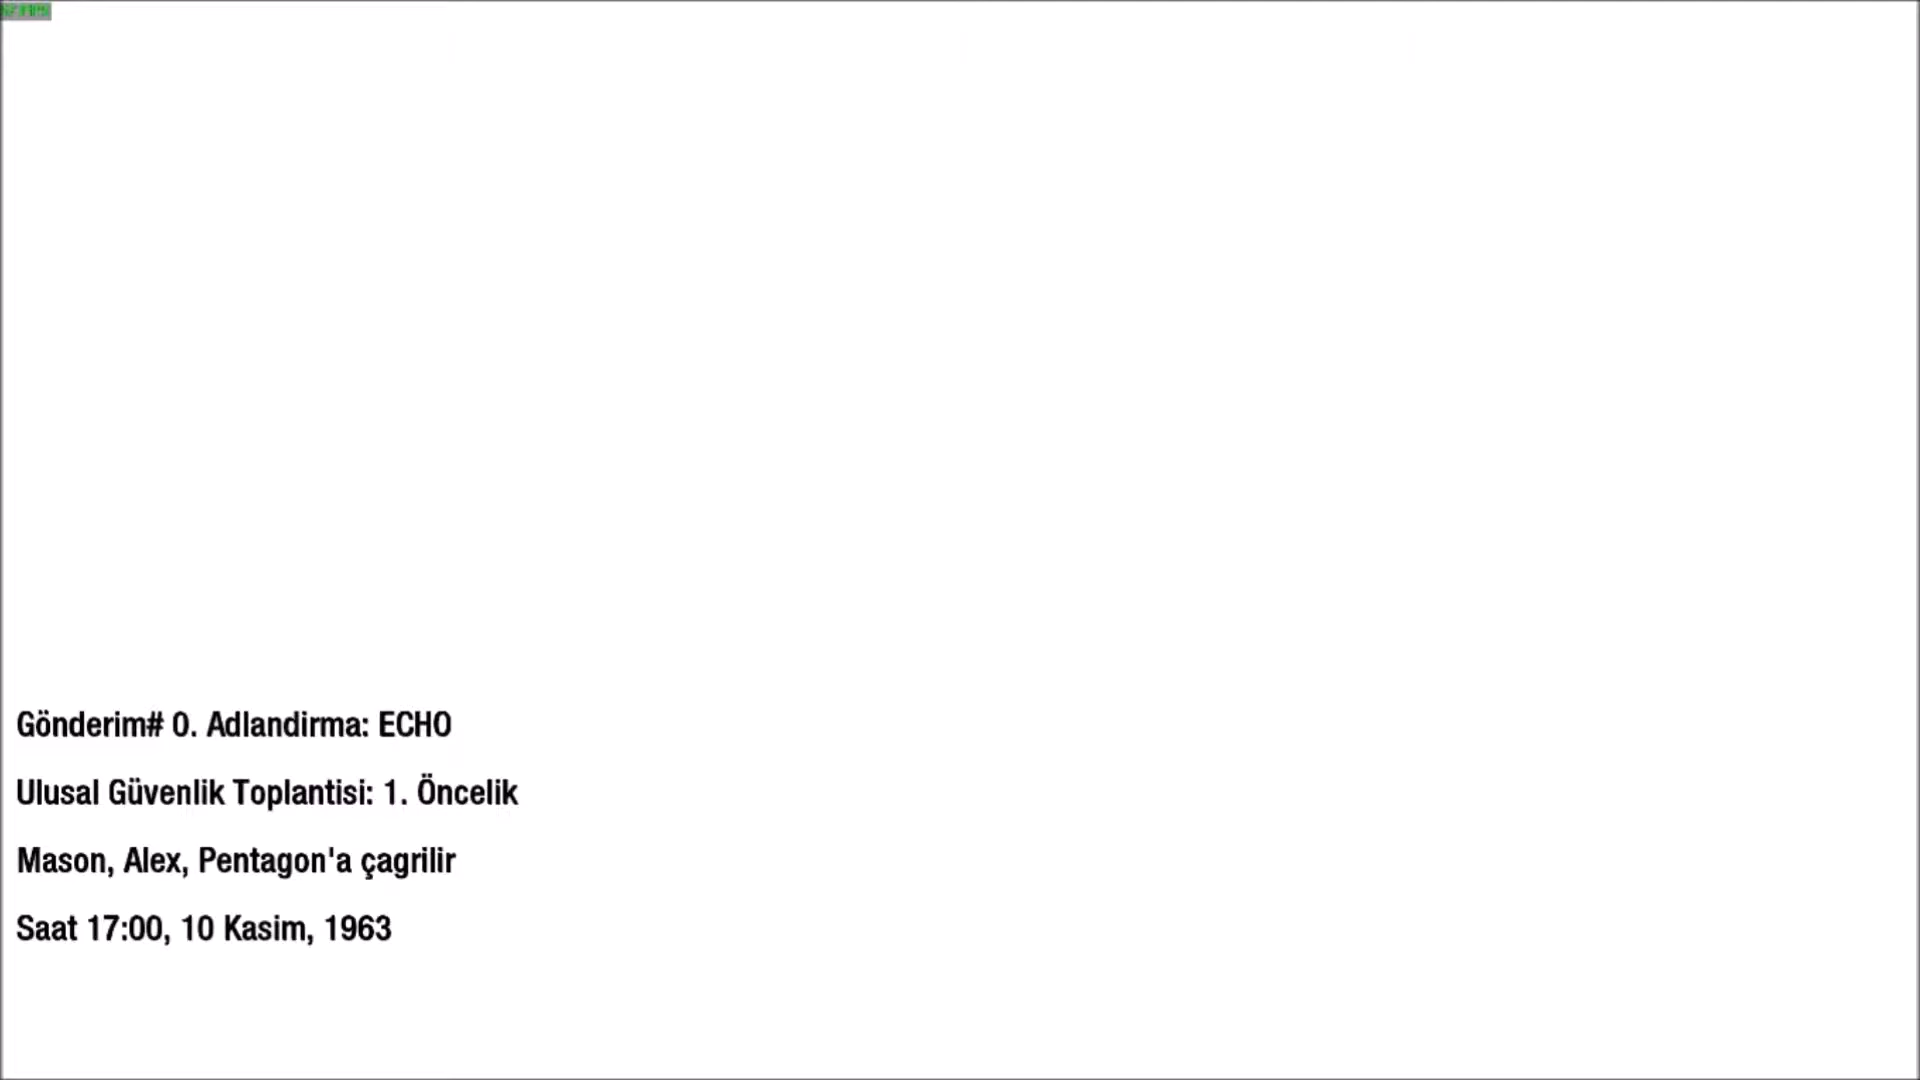 Gönderim# 0. Adlandirma: ECHO
Ulusal Güvenlik Toplantisi: 1. Öncelik
Mason, Alex, Pentagon'a çagrilir
Saat 17:00, 10 Kasim, 1963